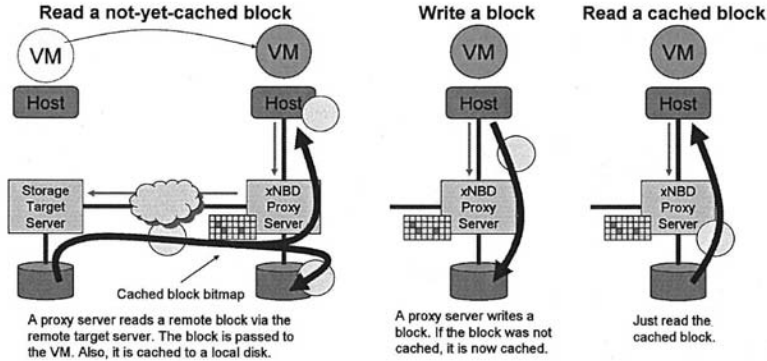 Read a not-yet-cached block
VM
VM
Host
Host
Storage
Target
Server
xNBD
Proxy
Server
Cached block bitmap
A proxy server reads a remote block via the
remote target server. The block is passed to
the VM. Also, it is cached to a local disk.
Write a block
VM
Host
xNBD
Proxy
Server
A proxy server writes a
block. If the block was not
cached, it is now cached.
Read a cached block
VM
Host
xNBD
Proxy
Server
Just read the
cached block.